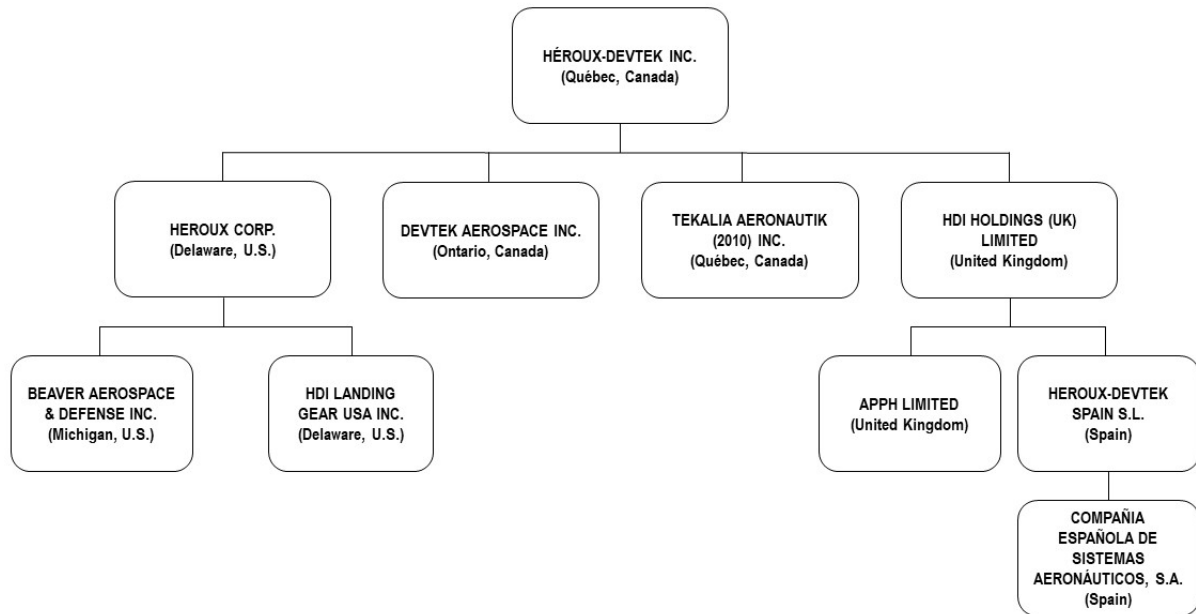 HÉROUX-DEVTEK INC.
(Québec, Canada)
HEROUX CORP.
(Delaware, U.S.)
DEVTEK AEROSPACE INC.
(Ontario, Canada)
TEKALIA AERONAUTIK
(2010) INC.
(Québec, Canada)
HDI HOLDINGS (UK)
LIMITED
(United Kingdom)
BEAVER AEROSPACE
& DEFENSE INC.
(Michigan, U.S.)
HDI LANDING
GEAR USA INC.
(Delaware, U.S.)
APPH LIMITED
(United Kingdom)
HEROUX-DEVTEK
SPAIN S.L.
(Spain)
COMPAÑIA
ESPAÑOLA DE
SISTEMAS
AERONÁUTICOS, S.A.
(Spain)